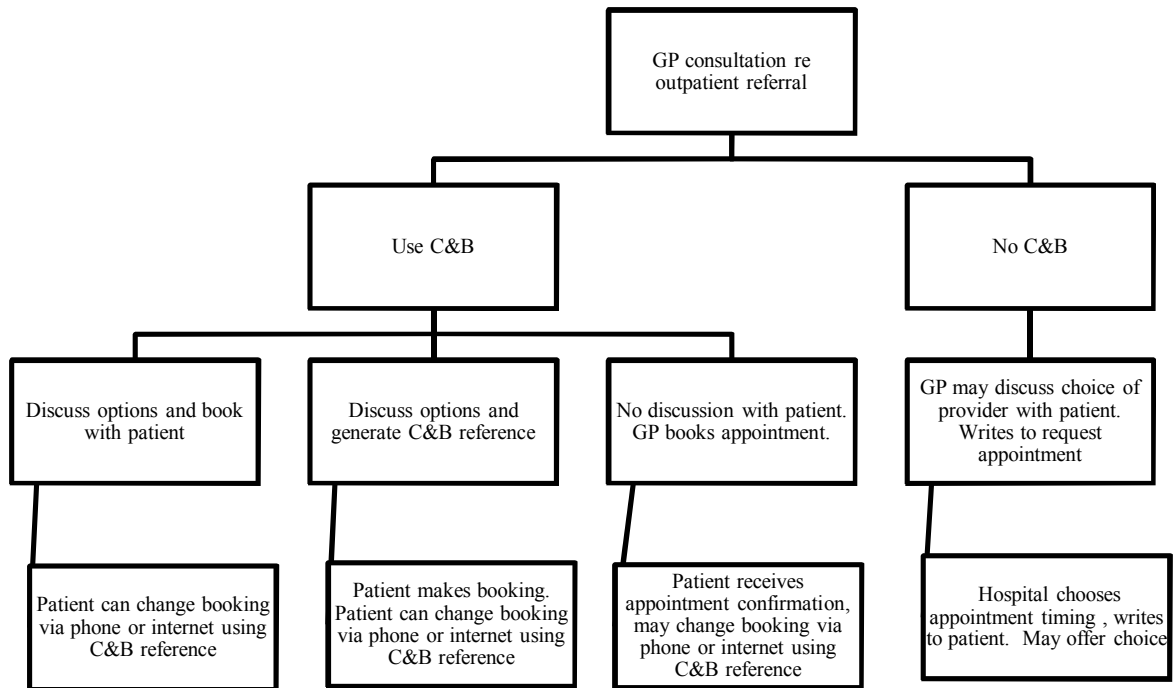 GP consultation re
outpatient referral
Use C&B
No C&B
Discuss options and book
with patient
Discuss options and
generate C&B reference
No discussion with patient.
GP books appointment.
GP may discuss choice of
provider with patient.
Writes to request
appointment
Patient can change booking
via phone or internet using
C&B reference
Patient makes booking.
Patient can change booking
via phone or internet using
C&B reference
Patient receives
appointment confirmation,
may change booking via
phone or internet using
C&B reference
Hospital chooses
appointment timing , writes
to patient. May offer choice